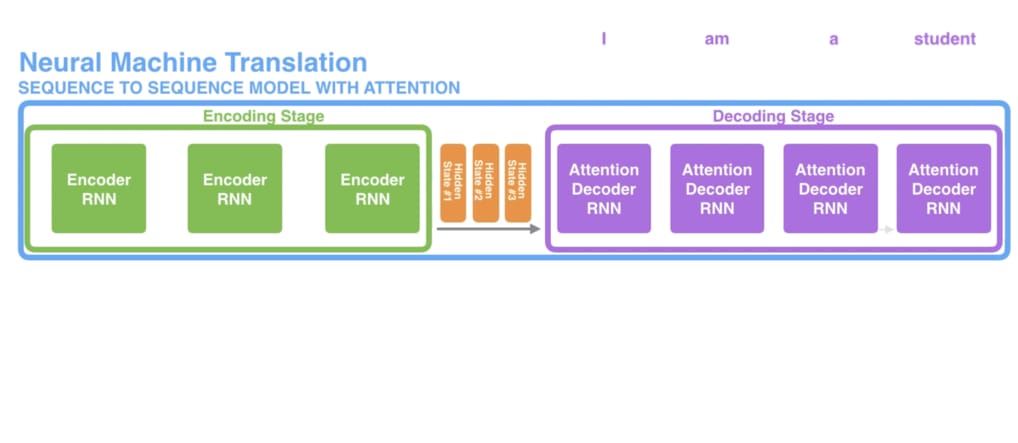 I am a student
Neural Machine Translation
SEQUENCE TO SEQUENCE MODEL WITH ATTENTION
Encoding Stage
Encoder
RNN
Encoder
RNN
Encoder
RNN
Hidden
State #1
Hidden
State #2
Hidden
State #3
Decoding Stage
Attention
Decoder
RNN
Attention
Decoder
RNN
Attention
Decoder
RNN
Attention
Decoder
RNN